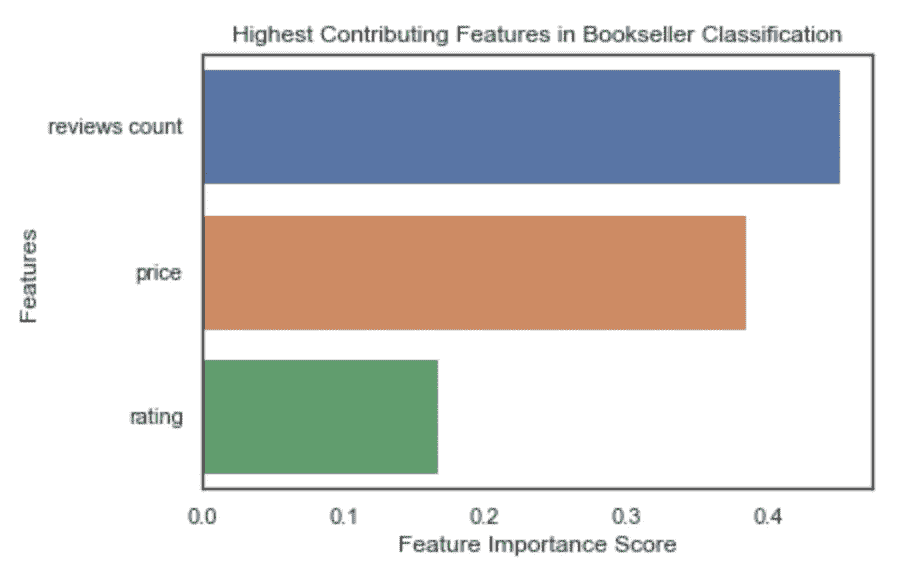 Highest Contributing Features in Bookseller Classification
reviews count
price
rating
Features
0.0 0.1 0.2 0.3 0.4
Feature Importance Score